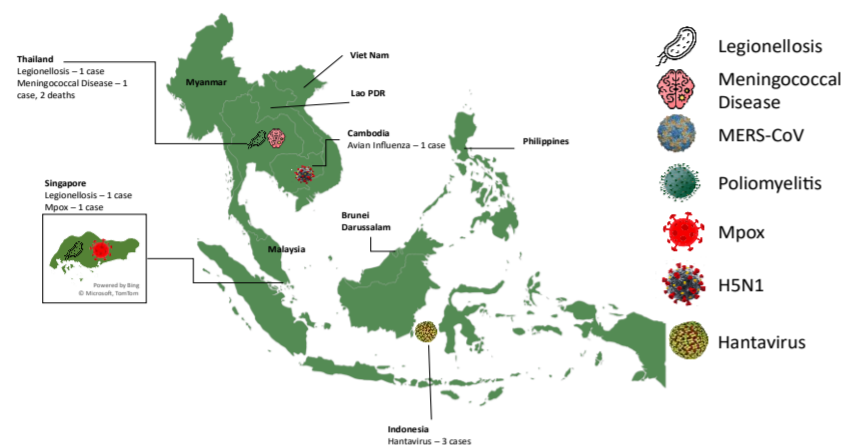 Thailand
Legionellosis – 1 case
Meningococcal Disease – 1
case, 2 deaths
Myanmar
Viet Nam
Lao PDR
Cambodia
Avian Influenza – 1 case
Philippines
Singapore
Legionellosis – 1 case
Mpox – 1 case
Powered by Bing
© Microsoft, TomTom
Malaysia
Brunei
Darussalam
Indonesia
Hantavirus – 3 cases
Legionellosis
Meningococcal
Disease
MERS-CoV
Poliomyelitis
Mpox
H5N1
Hantavirus